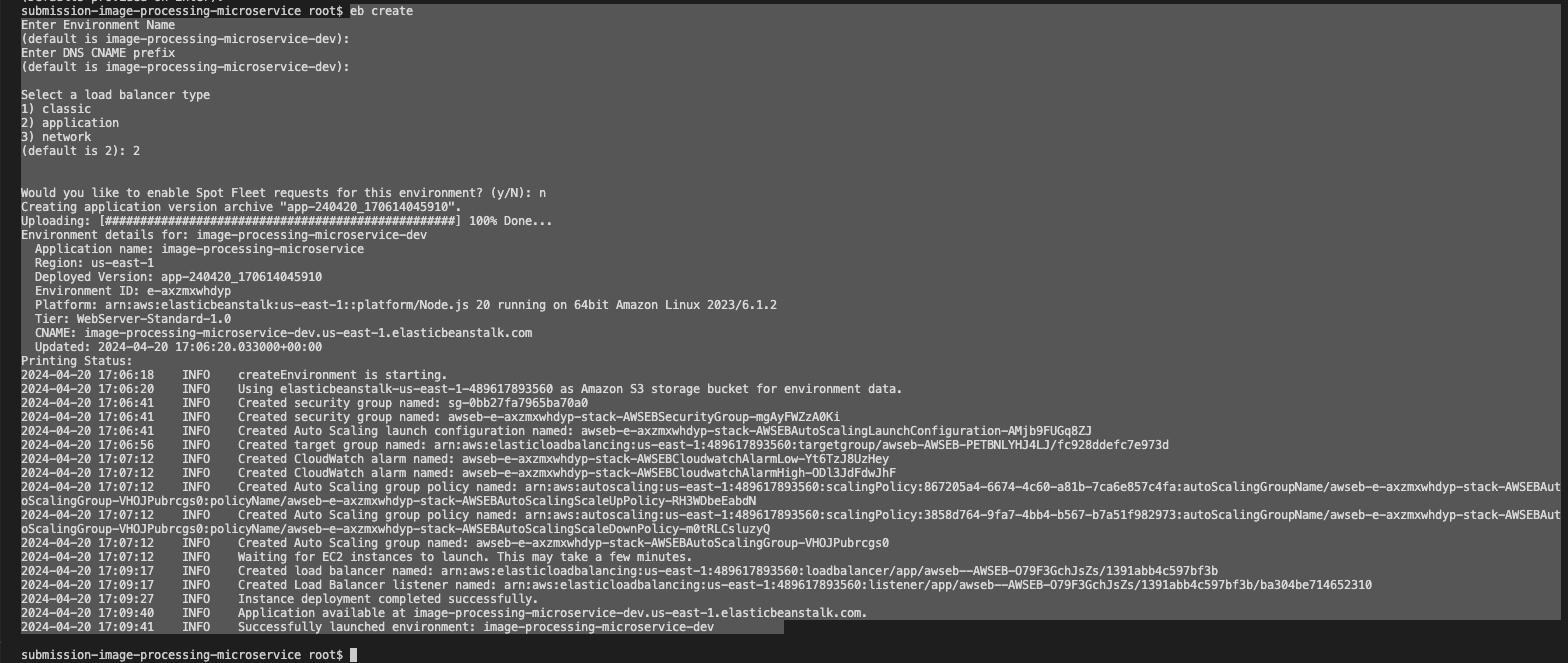 submission-image-processing-microservice root$ eb create
Enter Environment Name
(default is image-processing-microservice-dev):
Enter DNS CNAME prefix
(default is image-processing-microservice-dev):
Select a load balancer type
1) classic
2) application
3) network
(default is 2): 2
Would you like to enable Spot Fleet requests for this environment? (y/N): n
Creating application version archive "app-240420_170614045910".
Uploading: [##################################################] 100% Done...
Environment details for: image-processing-microservice-dev
  Application name: image-processing-microservice
  Region: us-east-1
  Deployed Version: app-240420_170614045910
  Environment ID: e-axzmxwhdyp
  Platform: arn:aws:elasticbeanstalk:us-east-1::platform/Node.js 20 running on 64bit Amazon Linux 2023/6.1.2
  Tier: WebServer-Standard-1.0
  CNAME: image-processing-microservice-dev.us-east-1.elasticbeanstalk.com
  Updated: 2024-04-20 17:06:20.033000+00:00
Printing Status:
2024-04-20 17:06:18    INFO    createEnvironment is starting.
2024-04-20 17:06:20    INFO    Using elasticbeanstalk-us-east-1-489617893560 as Amazon S3 storage bucket for environment data.
2024-04-20 17:06:41    INFO    Created security group named: sg-0bb27fa7965ba70a0
2024-04-20 17:06:41    INFO    Created security group named: awseb-e-axzmxwhdyp-stack-AWSEBSecurityGroup-mgAyFWZzA0Ki
2024-04-20 17:06:41    INFO    Created Auto Scaling launch configuration named: awseb-e-axzmxwhdyp-stack-AWSEBAutoScalingLaunchConfiguration-AMjb9FUGq8ZJ
2024-04-20 17:06:56    INFO    Created target group named: arn:aws:elasticloadbalancing:us-east-1:489617893560:targetgroup/awseb-AWSEB-PETBNLYHJ4LJ/fc928ddefc7e973d
2024-04-20 17:07:12    INFO    Created CloudWatch alarm named: awseb-e-axzmxwhdyp-stack-AWSEBCloudwatchAlarmLow-Yt6TzJ8UzHey
2024-04-20 17:07:12    INFO    Created CloudWatch alarm named: awseb-e-axzmxwhdyp-stack-AWSEBCloudwatchAlarmHigh-ODl3JdFdwJhF
2024-04-20 17:07:12    INFO    Created Auto Scaling group policy named: arn:aws:autoscaling:us-east-1:489617893560:scalingPolicy:867205a4-6674-4c60-a81b-7ca6e857c4fa:autoScalingGroupName/awseb-e-axzmxwhdyp-stack-AWSEBAut
oScalingGroup-VHOJPubrcgs0:policyName/awseb-e-axzmxwhdyp-stack-AWSEBAutoScalingScaleUpPolicy-RH3WDbeEabdN
2024-04-20 17:07:12    INFO    Created Auto Scaling group policy named: arn:aws:autoscaling:us-east-1:489617893560:scalingPolicy:3858d764-9fa7-4bb4-b567-b7a51f982973:autoScalingGroupName/awseb-e-axzmxwhdyp-stack-AWSEBAut
oScalingGroup-VHOJPubrcgs0:policyName/awseb-e-axzmxwhdyp-stack-AWSEBAutoScalingScaleDownPolicy-m0tRLCsluzyQ
2024-04-20 17:07:12    INFO    Created Auto Scaling group named: awseb-e-axzmxwhdyp-stack-AWSEBAutoScalingGroup-VHOJPubrcgs0
2024-04-20 17:07:12    INFO    Waiting for EC2 instances to launch. This may take a few minutes.
2024-04-20 17:09:17    INFO    Created load balancer named: arn:aws:elasticloadbalancing:us-east-1:489617893560:loadbalancer/app/awseb--AWSEB-O79F3GchJsZs/1391abb4c597bf3b
2024-04-20 17:09:17    INFO    Created Load Balancer listener named: arn:aws:elasticloadbalancing:us-east-1:489617893560:listener/app/awseb--AWSEB-O79F3GchJsZs/1391abb4c597bf3b/ba304be714652310
2024-04-20 17:09:27    INFO    Instance deployment completed successfully.
2024-04-20 17:09:40    INFO    Application available at image-processing-microservice-dev.us-east-1.elasticbeanstalk.com.
2024-04-20 17:09:41    INFO    Successfully launched environment: image-processing-microservice-dev
submission-image-processing-microservice root$